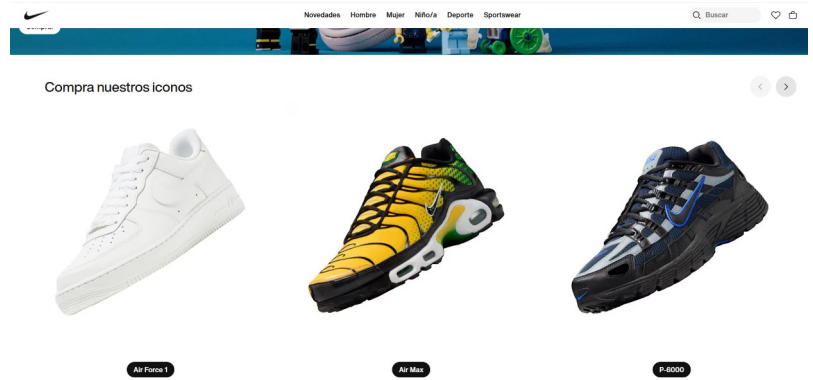 Novedades Hombre Mujer Niño/a Deporte Sportswear
Buscar
Compra nuestros iconos
Air Force 1
Air Max
P-6000